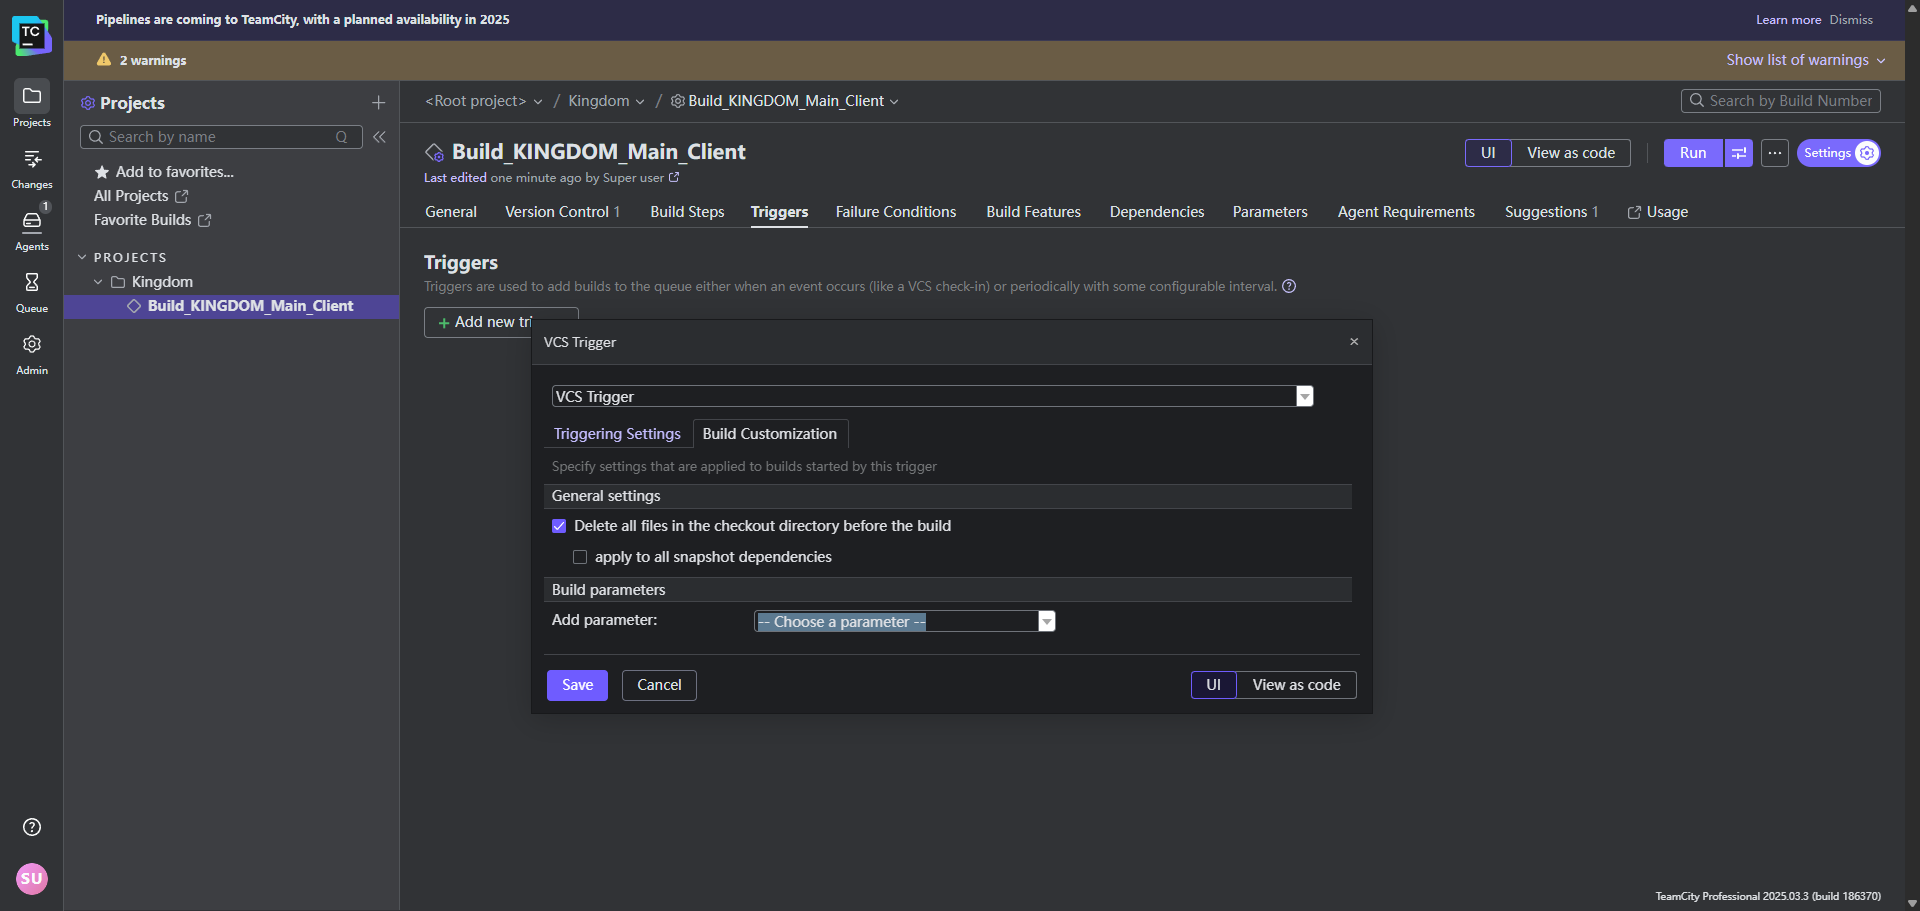 Pipelines are coming to TeamCity, with a planned availability in 2025
Learn more Dismiss
2 warnings
Show list of warnings
TC
Projects
Changes
1
Agents
Queue
Admin
SU
Projects
Search by name
Q
Add to favorites...
All Projects
Favorite Builds
PROJECTS
Kingdom
Build_KINGDOM_Main_Client
<Root project> / Kingdom / Build_KINGDOM_Main_Client
Search by Build Number
Build_KINGDOM_Main_Client
Last edited one minute ago by Super user
UI View as code
Run
Settings
General Version Control 1 Build Steps Triggers Failure Conditions Build Features Dependencies Parameters Agent Requirements Suggestions 1 Usage
Triggers
Triggers are used to add builds to the queue either when an event occurs (like a VCS check-in) or periodically with some configurable interval.
+ Add new tri
VCS Trigger
VCS Trigger
Triggering Settings Build Customization
Specify settings that are applied to builds started by this trigger
General settings
Delete all files in the checkout directory before the build
apply to all snapshot dependencies
Build parameters
Add parameter: -- Choose a parameter --
Save Cancel UI View as code
TeamCity Professional 2025.03.3 (build 186370)